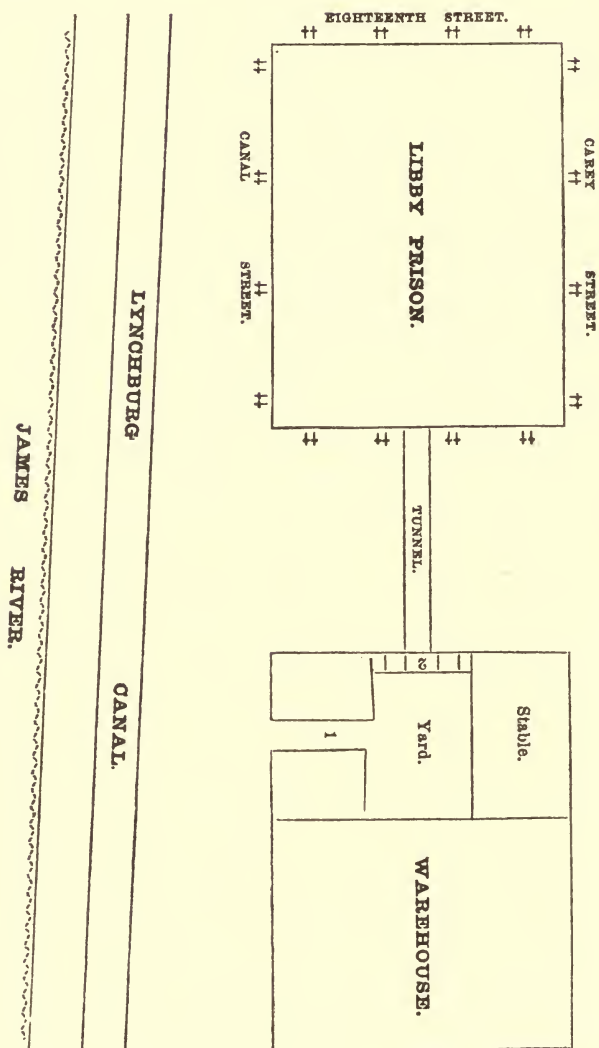 EIGHTEENTH STREET.
CAREY STREET.
LIBBY PRISON.
CANAL STREET.
TUNNEL.
2
Stable.
Yard.
1
WAREHOUSE.
LYNCHBURG CANAL.
JAMES RIVER.